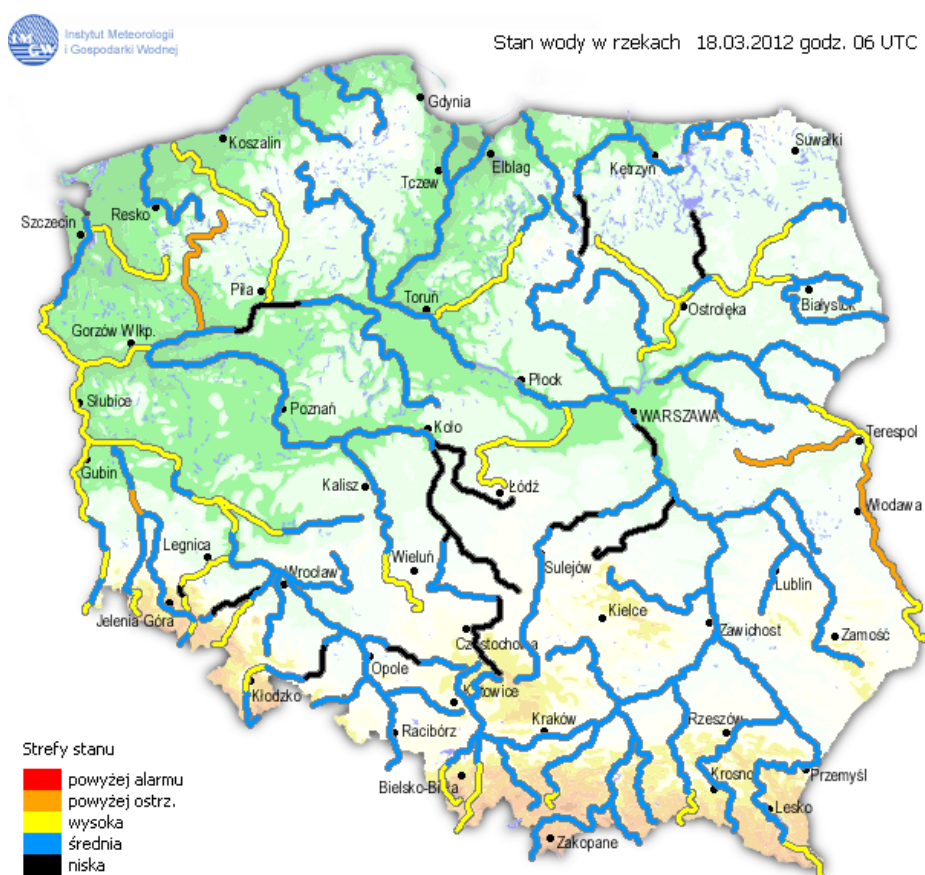 Instytut Meteorologii
i Gospodarki Wodnej
IMGW
Stan wody w rzekach 18.03.2012 godz. 06 UTC
Gdynia
Koszalin
Suwałki
Elbląg
Kętrzyn
Tczew
Resko
Szczecin
Piła
Toruń
Ostrołęka
Białystok
Gorzów Wlkp.
Płock
Słubice
Poznań
WARSZAWA
Koło
Terespol
Gubin
Kalisz
Łódź
Włodawa
Legnica
Wieluń
Sulejów
Wrocław
Lublin
Jelenia Góra
Kielce
Zawichost
Zamość
Częstochowa
Opole
Kłodzko
Katowice
Racibórz
Kraków
Rzeszów
Bielsko-Biała
Krosno
Przemyśl
Lesko
Zakopane
Strefy stanu
powyżej alarmu
powyżej ostrz.
wysoka
średnia
niska